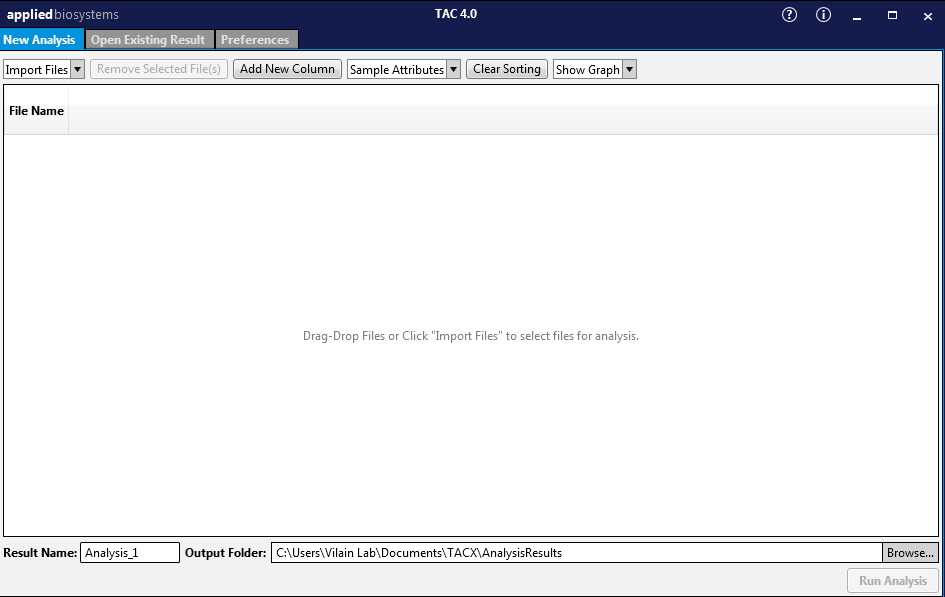 appliedbiosystems TAC 4.0
New Analysis Open Existing Result Preferences
Import Files Remove Selected File(s) Add New Column Sample Attributes Clear Sorting Show Graph
File Name
Drag-Drop Files or Click "Import Files" to select files for analysis.
Result Name: Analysis_1 Output Folder: C:\Users\Vilain Lab\Documents\TACX\AnalysisResults Browse...
Run Analysis